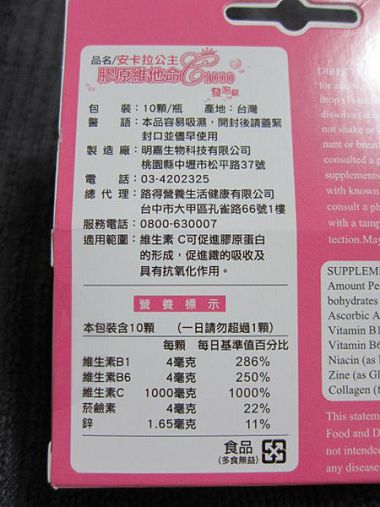 品名/安卡拉公主
膠原維他命C1000
發泡錠
包裝:10顆/瓶 產地:台灣
警語:本品容易吸濕,開封後請蓋緊
封口並儘早使用
製造廠:明嘉生物科技有限公司
桃園縣中壢市松平路37號
電話:03-4202325
總代理:路得營養生活健康有限公司
台中市大甲區孔雀路66號1樓
服務電話:0800-630007
適用範圍:維生素 C可促進膠原蛋白
的形成,促進鐵的吸收及
具有抗氧化作用。
營養標示
本包裝含10顆 (一日請勿超過1顆)
每顆 每日基準值百分比
維生素B1 4毫克 286%
維生素B6 4毫克 250%
維生素C 1000毫克 1000%
菸鹼素 4毫克 22%
鋅 1.65毫克 11%
食品
(多食無益)
5
DIRECT
for ad
drop
dissolve
not shake or
nant or brea
consulted a p
supplements
with known
consult a ph
with a tamp
tection.May
SUPPLEM
Amount Pe
bohydrates
Ascorbic A
Vitamin B1
Vitamin B6
Niacin (as
Zine (as Gl
Collagen (
This statem
Food and D
not intende
any disease